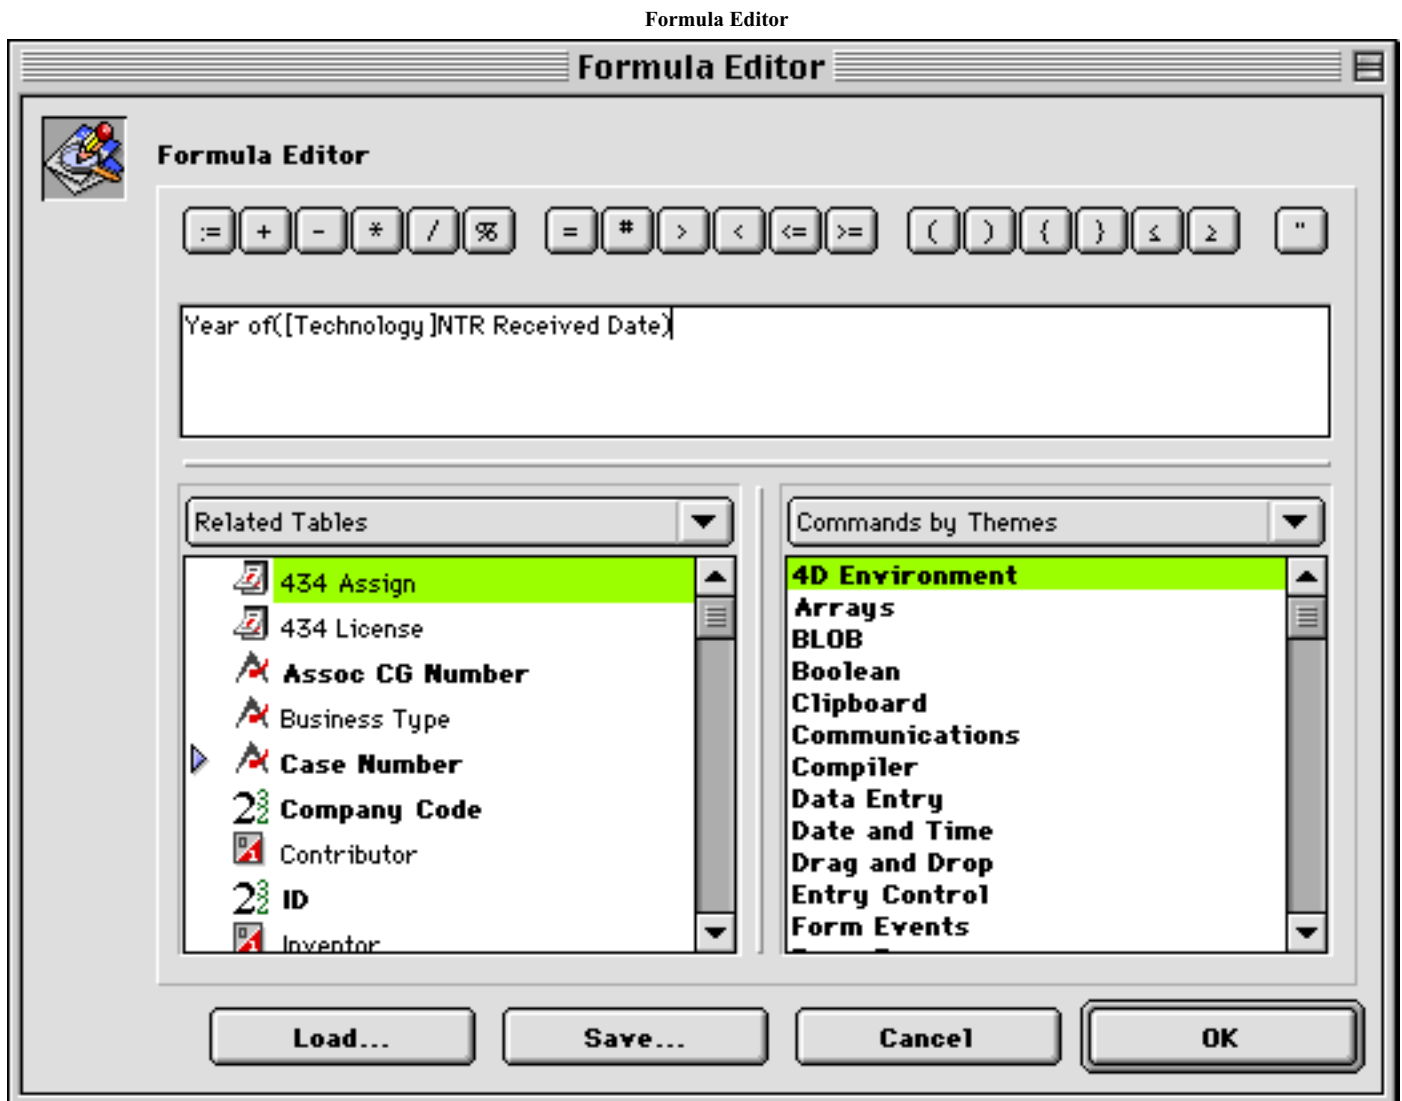 Formula Editor
Formula Editor
Formula Editor
:= + - * / % = # > < <= >= ( ) { } ≤ ≥ "
Year of([Technology]NTR Received Date)
Related Tables
434 Assign
434 License
Assoc CG Number
Business Type
Case Number
Company Code
Contributor
ID
Inventor
Commands by Themes
4D Environment
Arrays
BLOB
Boolean
Clipboard
Communications
Compiler
Data Entry
Date and Time
Drag and Drop
Entry Control
Form Events
Load...
Save...
Cancel
OK